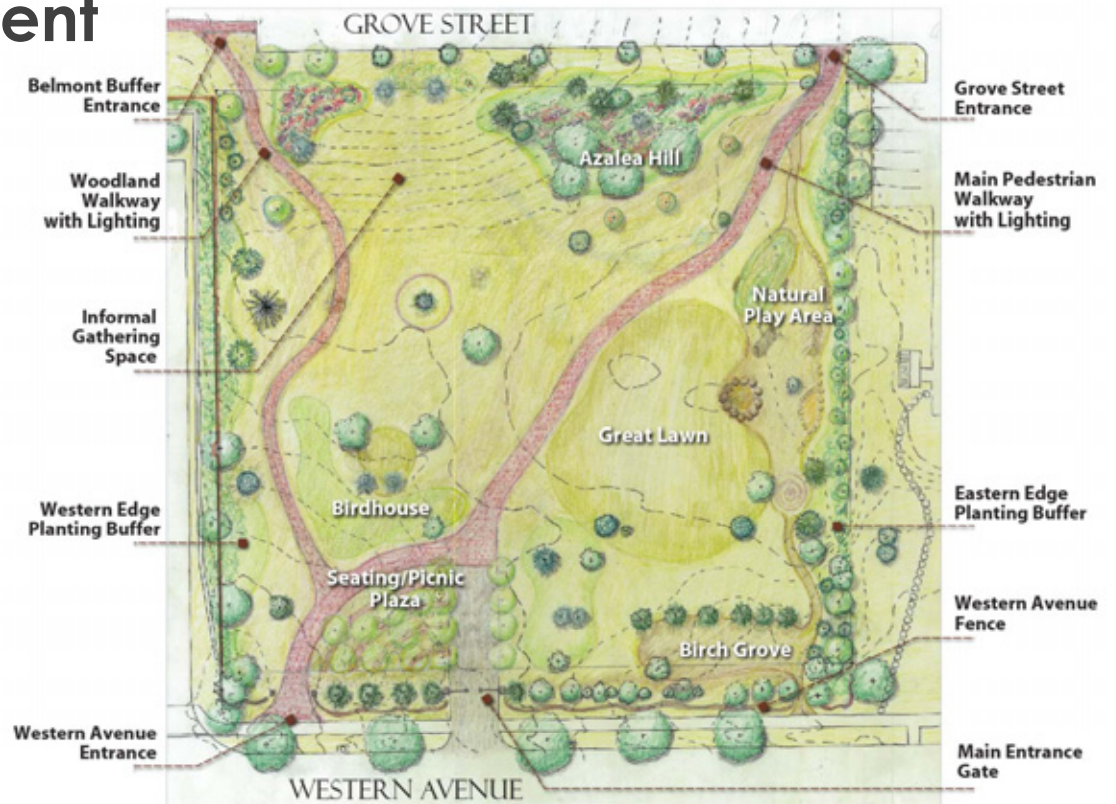 ent
GROVE STREET
Belmont Buffer
Entrance
Woodland
Walkway
with Lighting
Informal
Gathering
Space
Western Edge
Planting Buffer
Western Avenue
Entrance
Azalea Hill
Natural
Play Area
Great Lawn
Birdhouse
Seating/Picnic
Plaza
Birch Grove
Grove Street
Entrance
Main Pedestrian
Walkway
with Lighting
Eastern Edge
Planting Buffer
Western Avenue
Fence
Main Entrance
Gate
WESTERN AVENUE